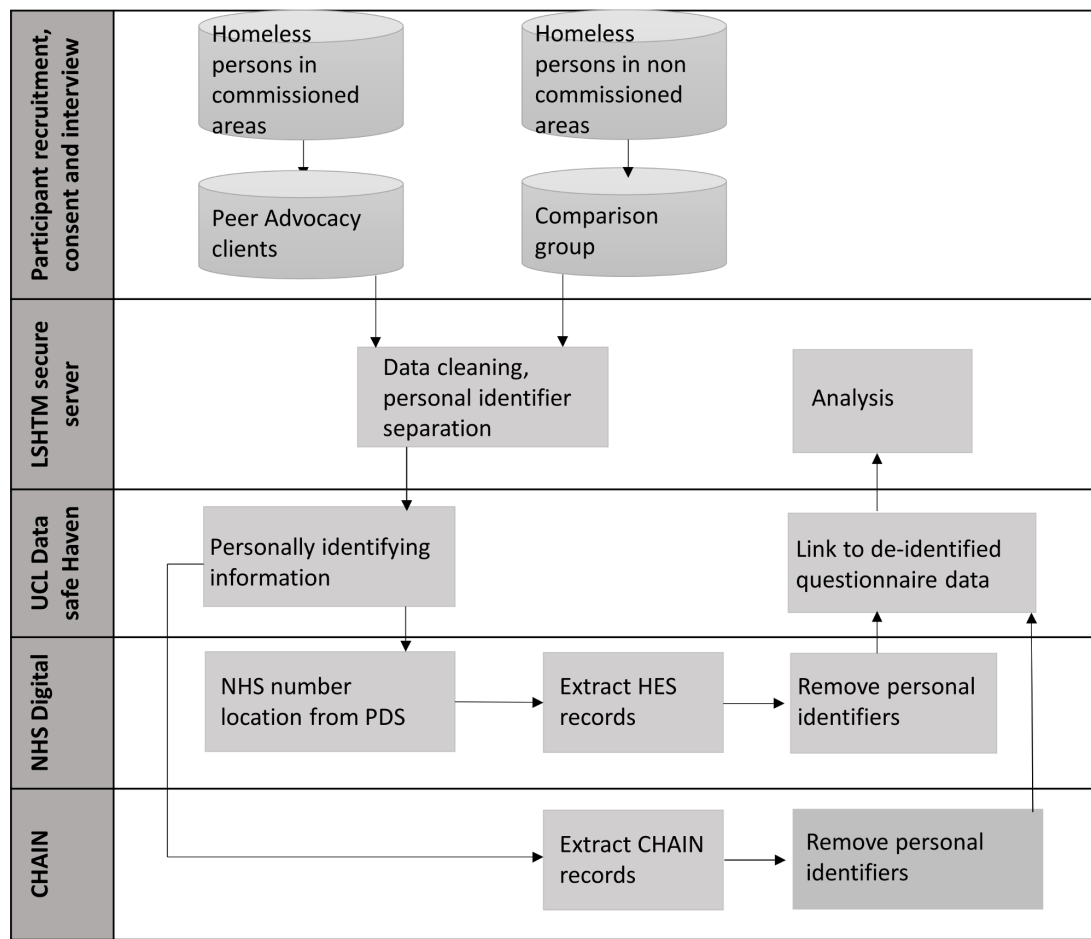 Participant recruitment,
consent and interview
Homeless
persons in
commissioned
areas
Homeless
persons in non
commissioned
areas
Peer Advocacy
clients
Comparison
group
LSHTM secure
server
Data cleaning,
personal identifier
separation
Analysis
UCL Data
safe Haven
Personally identifying
information
Link to de-identified
questionnaire data
NHS Digital
NHS number
location from PDS
Extract HES
records
Remove personal
identifiers
CHAIN
Extract CHAIN
records
Remove personal
identifiers